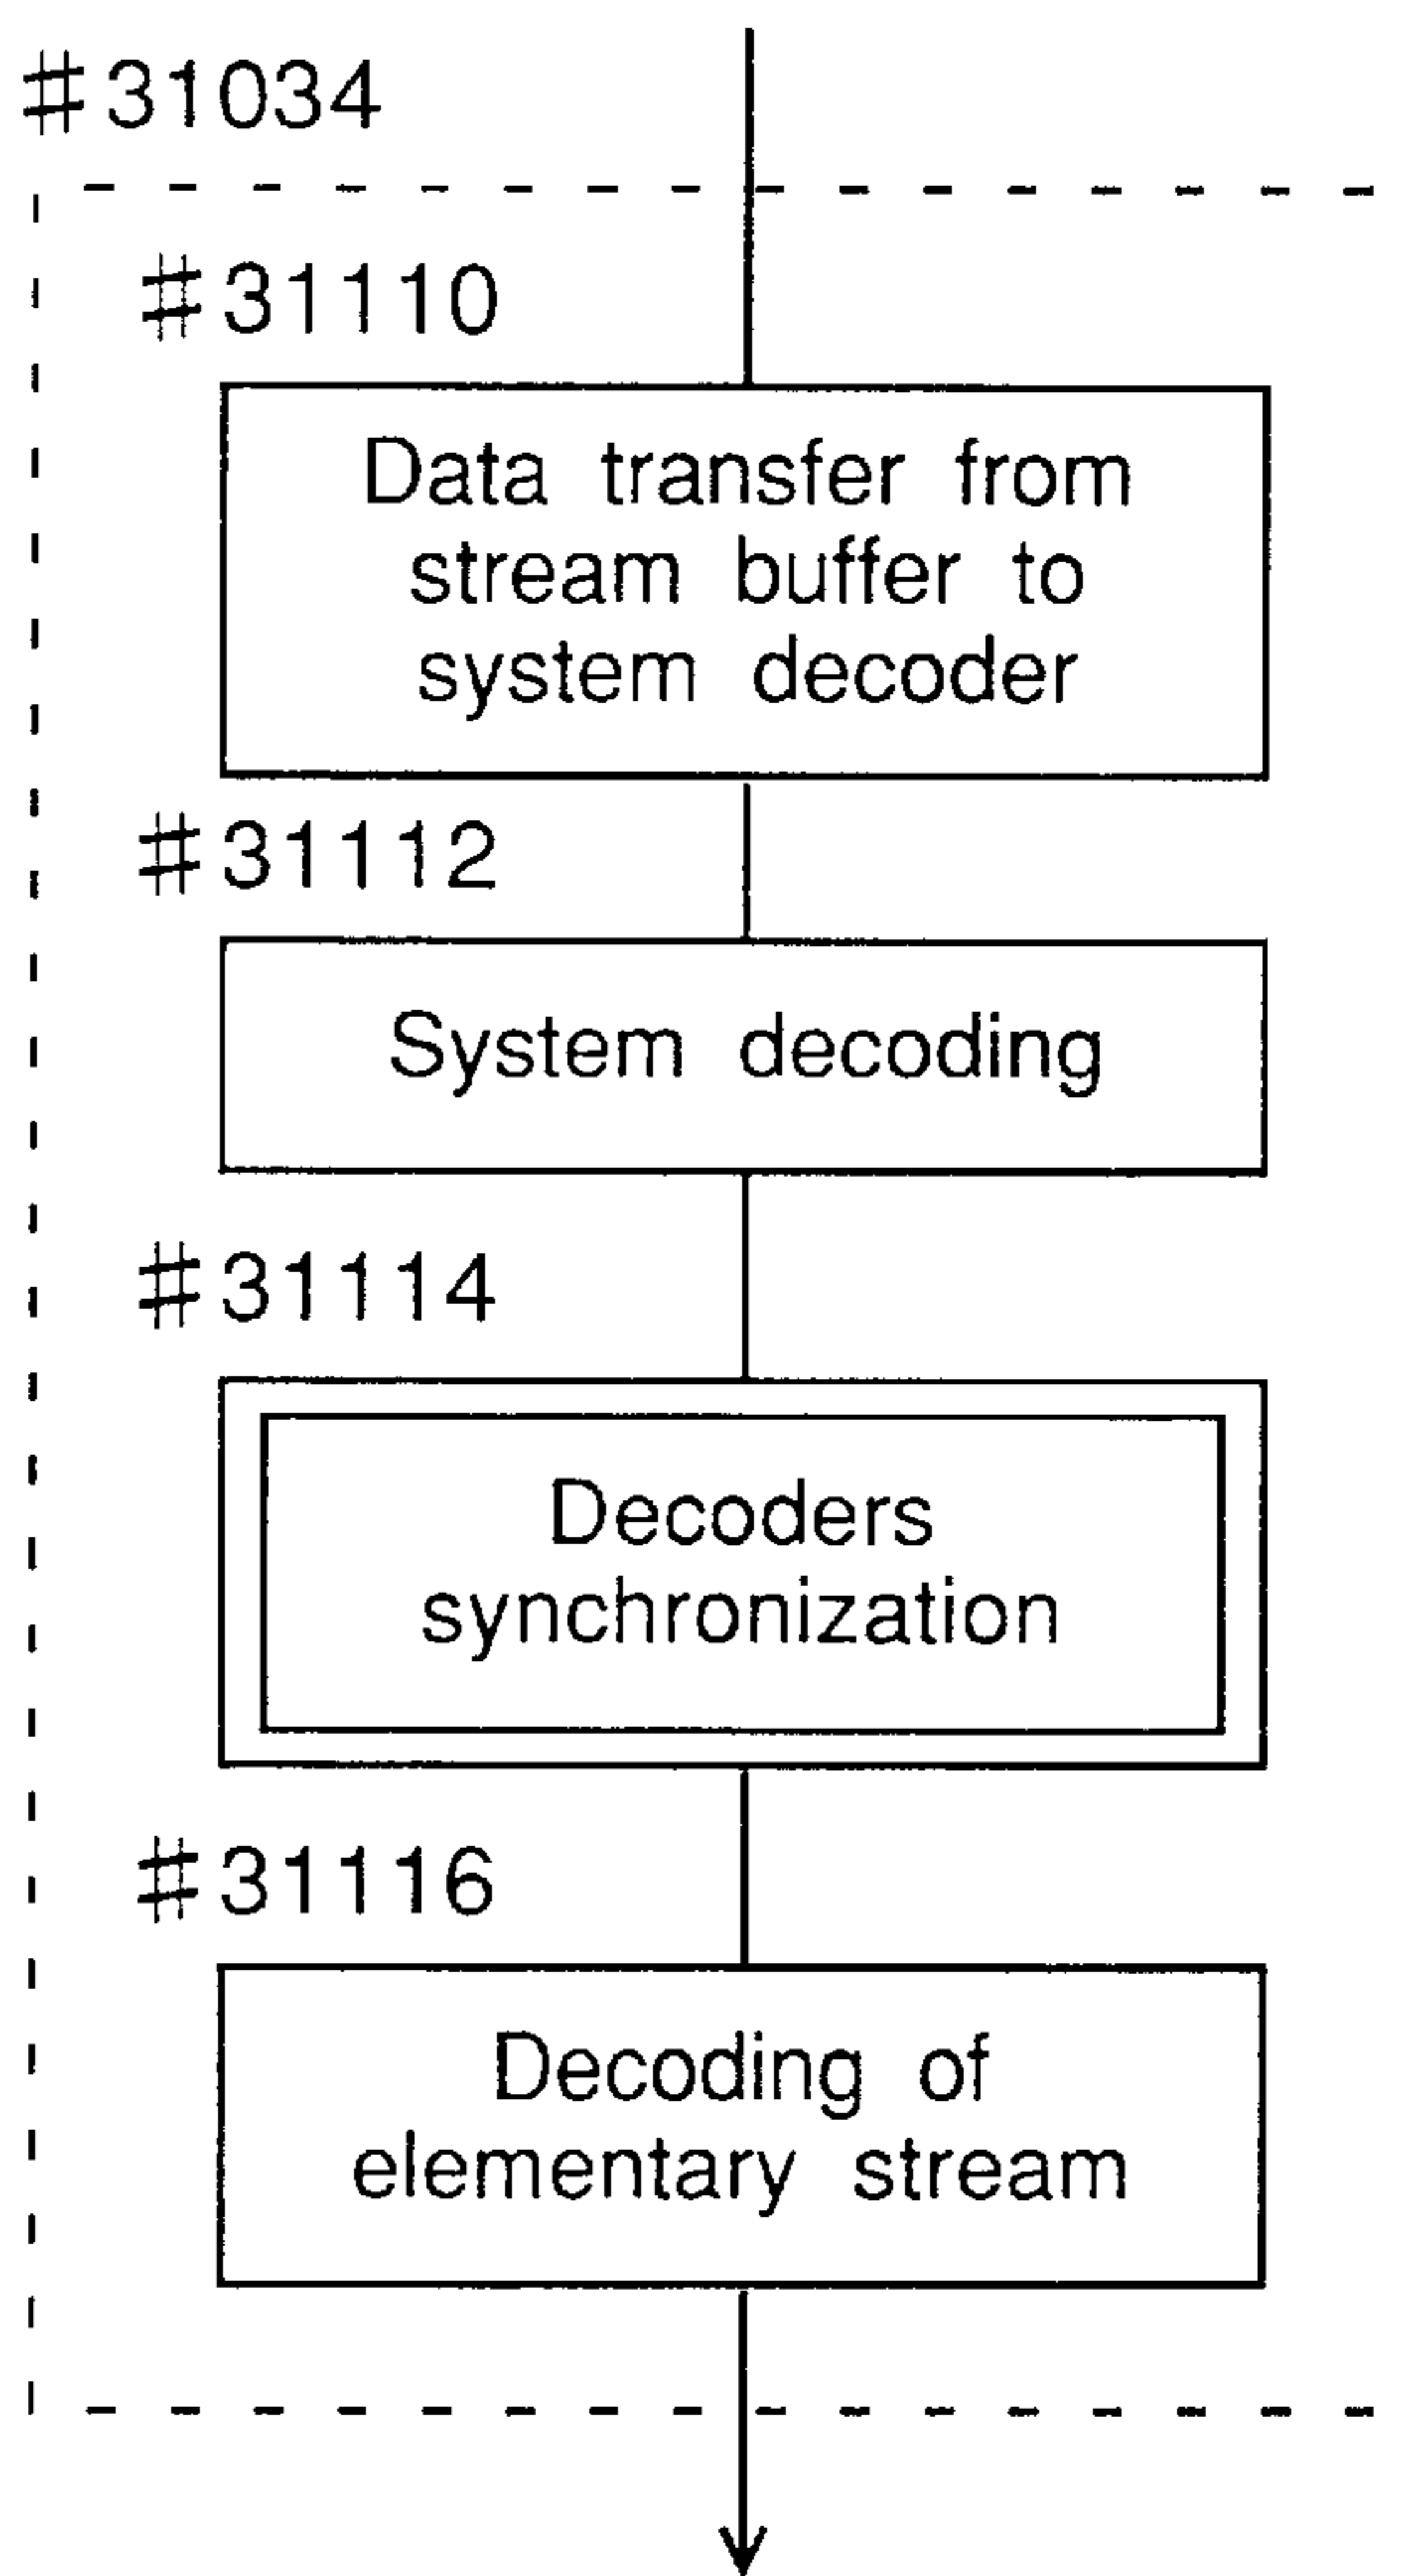 #31034
#31110
Data transfer from
stream buffer to
system decoder
#31112
System decoding
#31114
Decoders
synchronization
#31116
Decoding of
elementary stream